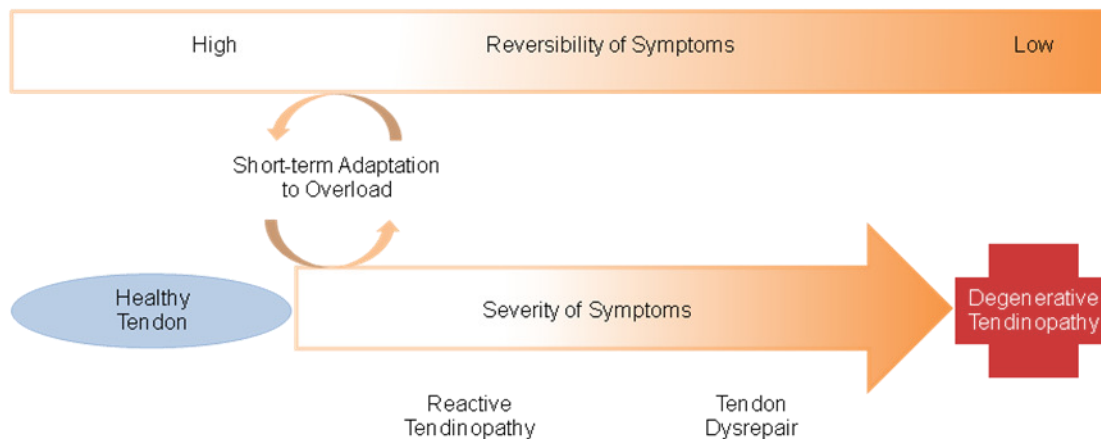 High Reversibility of Symptoms Low
Short-term Adaptation
to Overload
Healthy
Tendon
Severity of Symptoms
Degenerative
Tendinopathy
Reactive
Tendinopathy
Tendon
Dysrepair